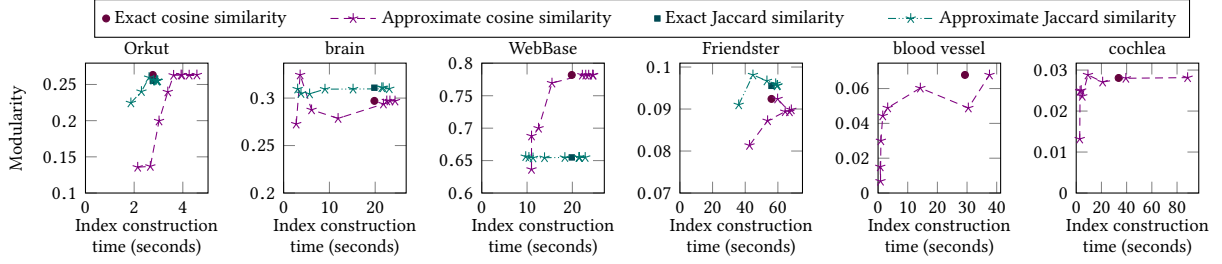 Exact cosine similarity Approximate cosine similarity Exact Jaccard similarity Approximate Jaccard similarity
Orkut brain WebBase Friendster blood vessel cochlea
Modularity
0.25
0.2
0.15
0.1
0 2 4
Index construction
time (seconds)
0.4
0.3
0.2
0 10 20
Index construction
time (seconds)
0.8
0.7
0.6
0 10 20
Index construction
time (seconds)
0.1
0.09
0.08
0.07
0 20 40 60
Index construction
time (seconds)
0.06
0.04
0.02
0
0 10 20 30 40
Index construction
time (seconds)
0.03
0.02
0.01
0
0 20 40 60 80
Index construction
time (seconds)